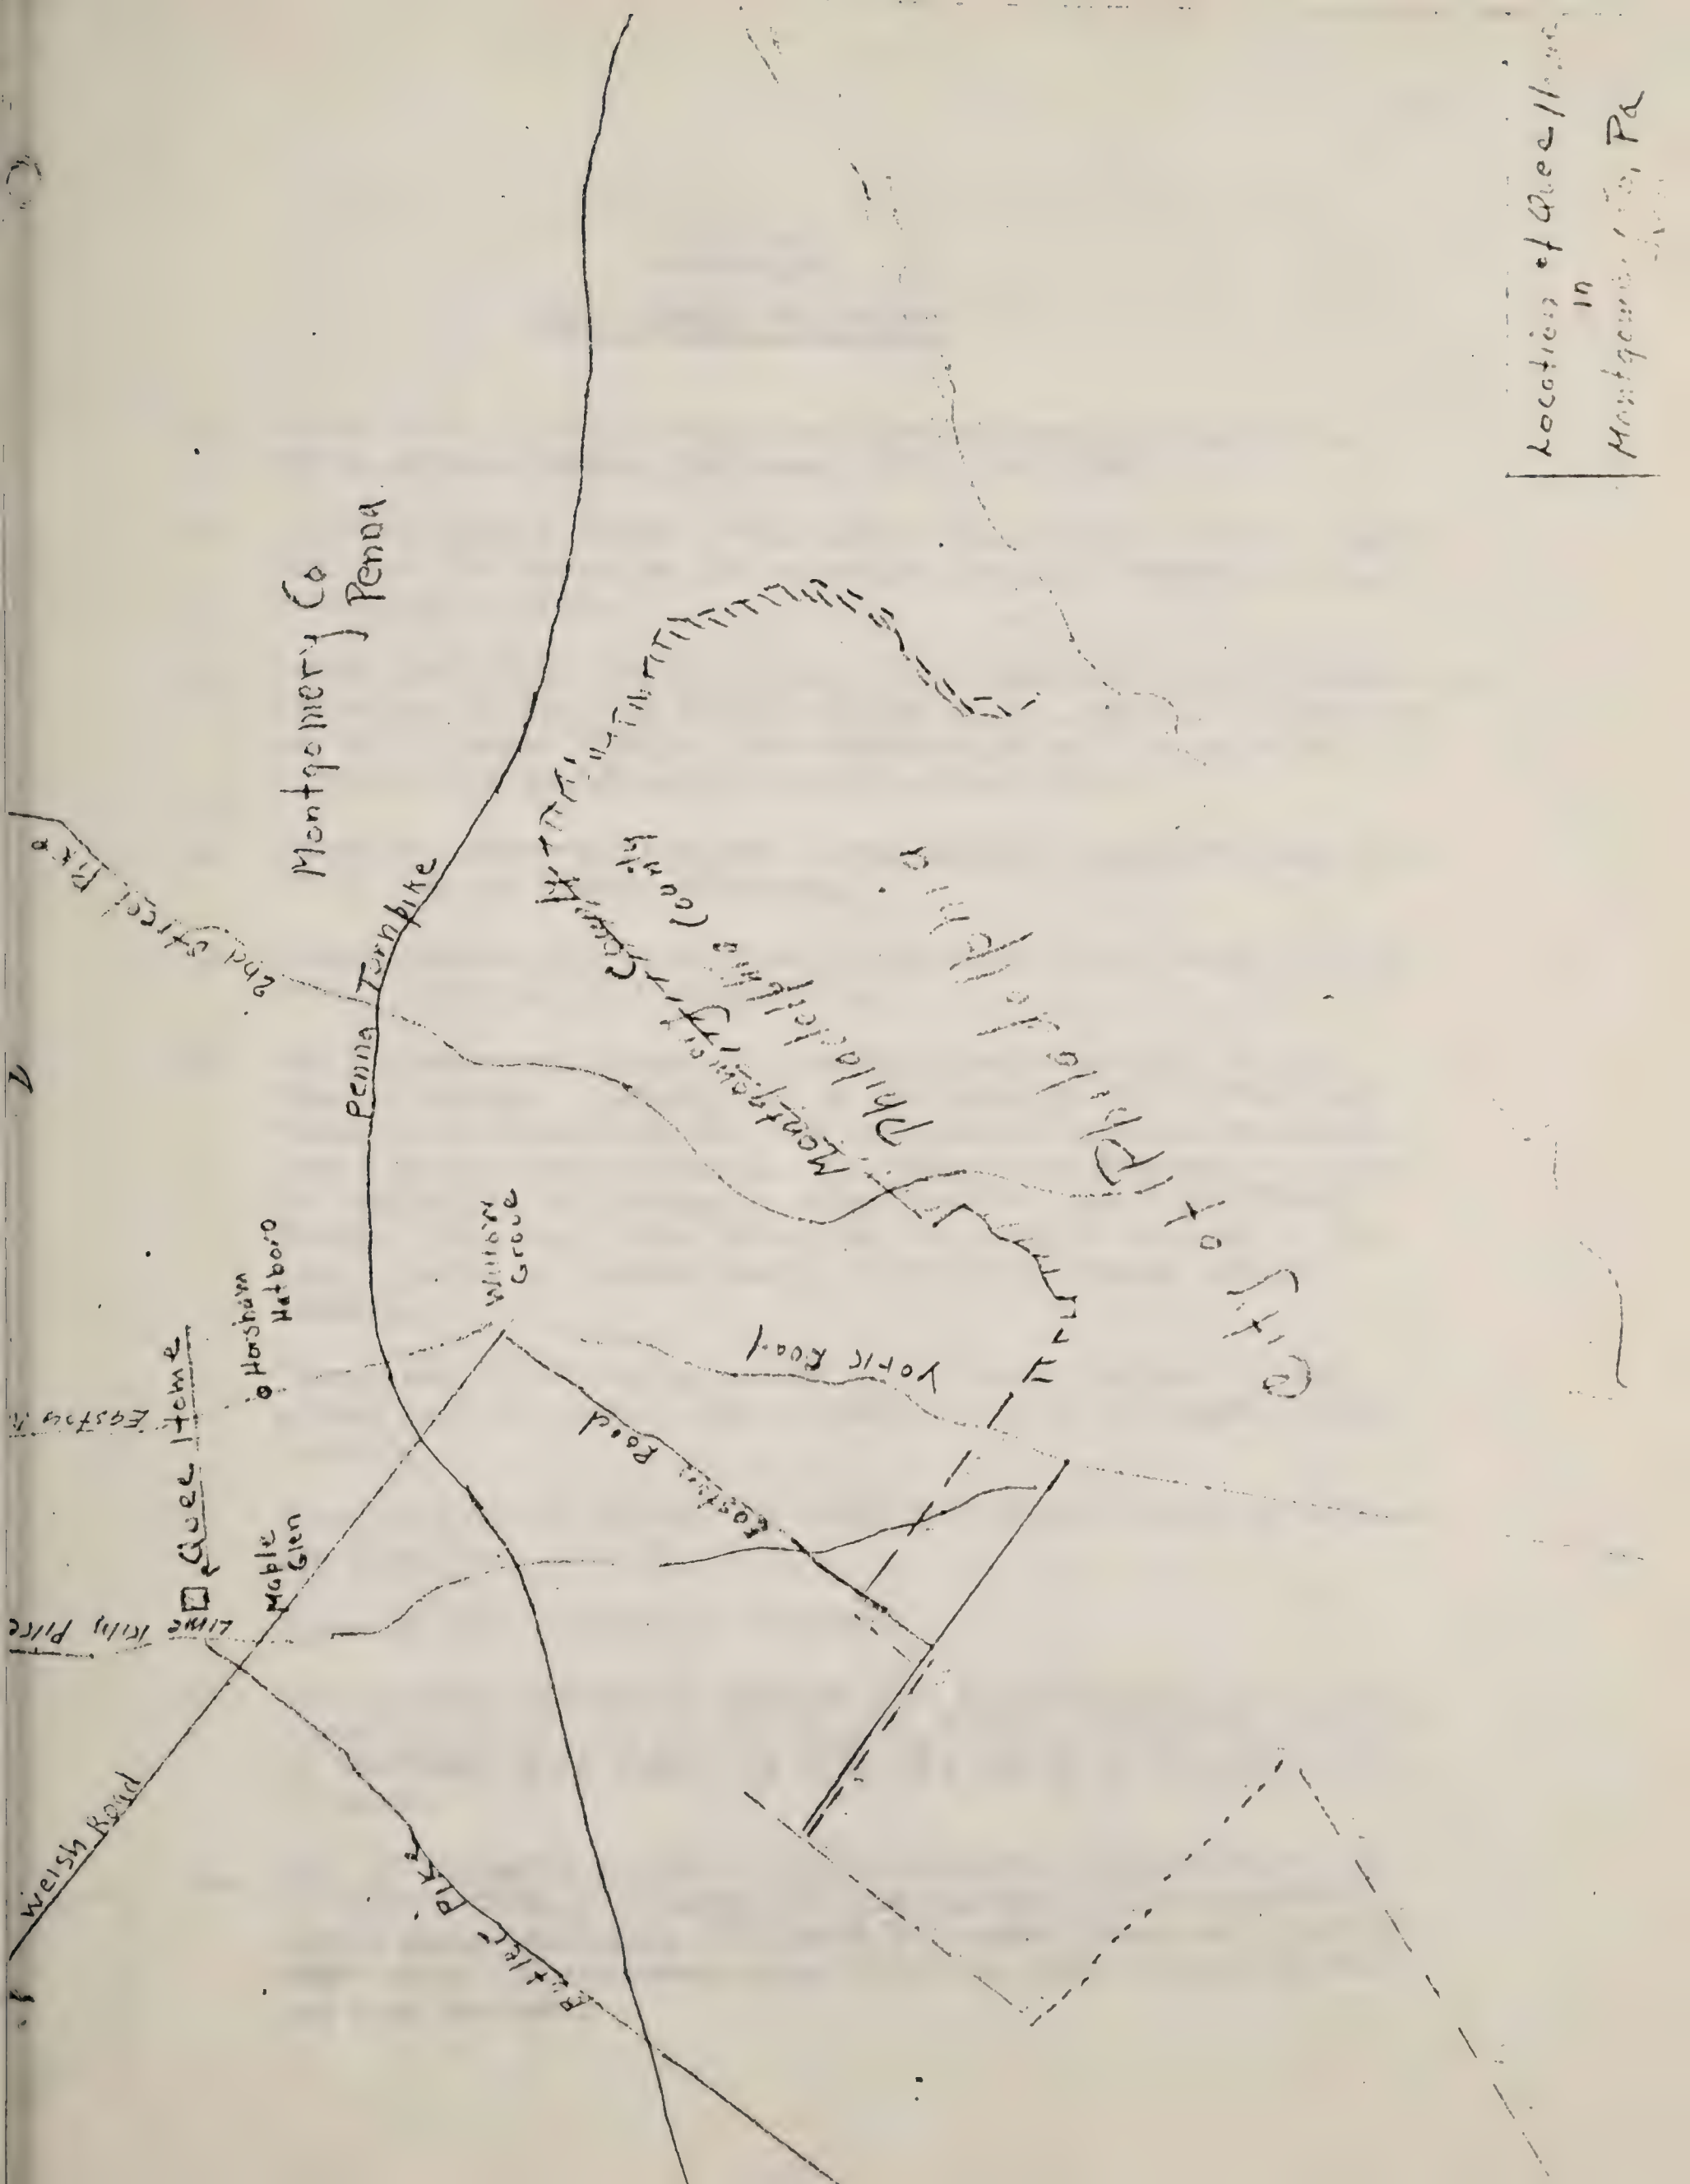 Location of Quee Home
in
Montgomery Co, Pa
Montgomery Co
Penna
2nd Street Pike
Penna Turnpike
Montgomery County
Philadelphia County
City of Philadelphia
Willow
Grove
Horsham
Hatboro
York Road
Easton Road
Easton
Quee Home
Maple
Glen
Lime Kiln Pike
Welsh Road
Butler Pike